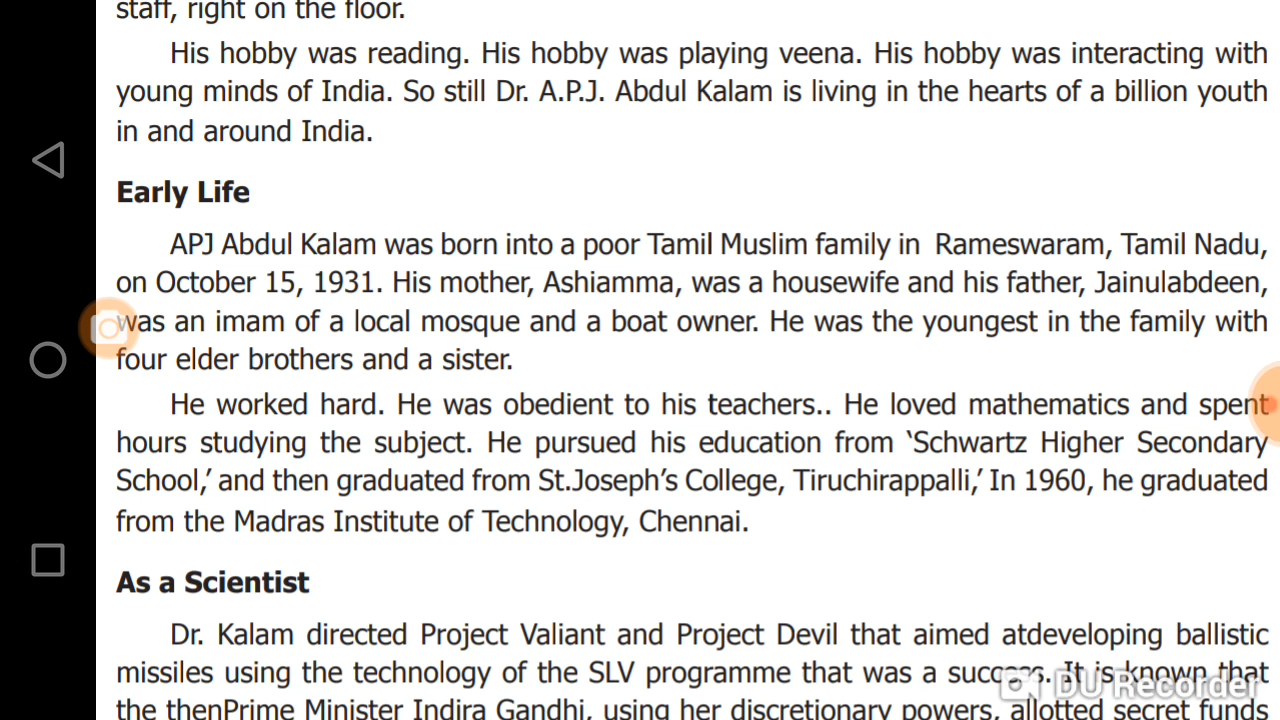 staff, right on the floor.
His hobby was reading. His hobby was playing veena. His hobby was interacting with
young minds of India. So still Dr. A.P.J. Abdul Kalam is living in the hearts of a billion youth
in and around India.
Early Life
APJ Abdul Kalam was born into a poor Tamil Muslim family in Rameswaram, Tamil Nadu,
on October 15, 1931. His mother, Ashiamma, was a housewife and his father, Jainulabdeen,
was an imam of a local mosque and a boat owner. He was the youngest in the family with
four elder brothers and a sister.
He worked hard. He was obedient to his teachers.. He loved mathematics and spent
hours studying the subject. He pursued his education from ‘Schwartz Higher Secondary
School,’ and then graduated from St.Joseph’s College, Tiruchirappalli,’ In 1960, he graduated
from the Madras Institute of Technology, Chennai.
As a Scientist
Dr. Kalam directed Project Valiant and Project Devil that aimed atdeveloping ballistic
missiles using the technology of the SLV programme that was a success. It is known that
the thenPrime Minister Indira Gandhi, using her discretionary powers, allotted secret funds
DU Recorder